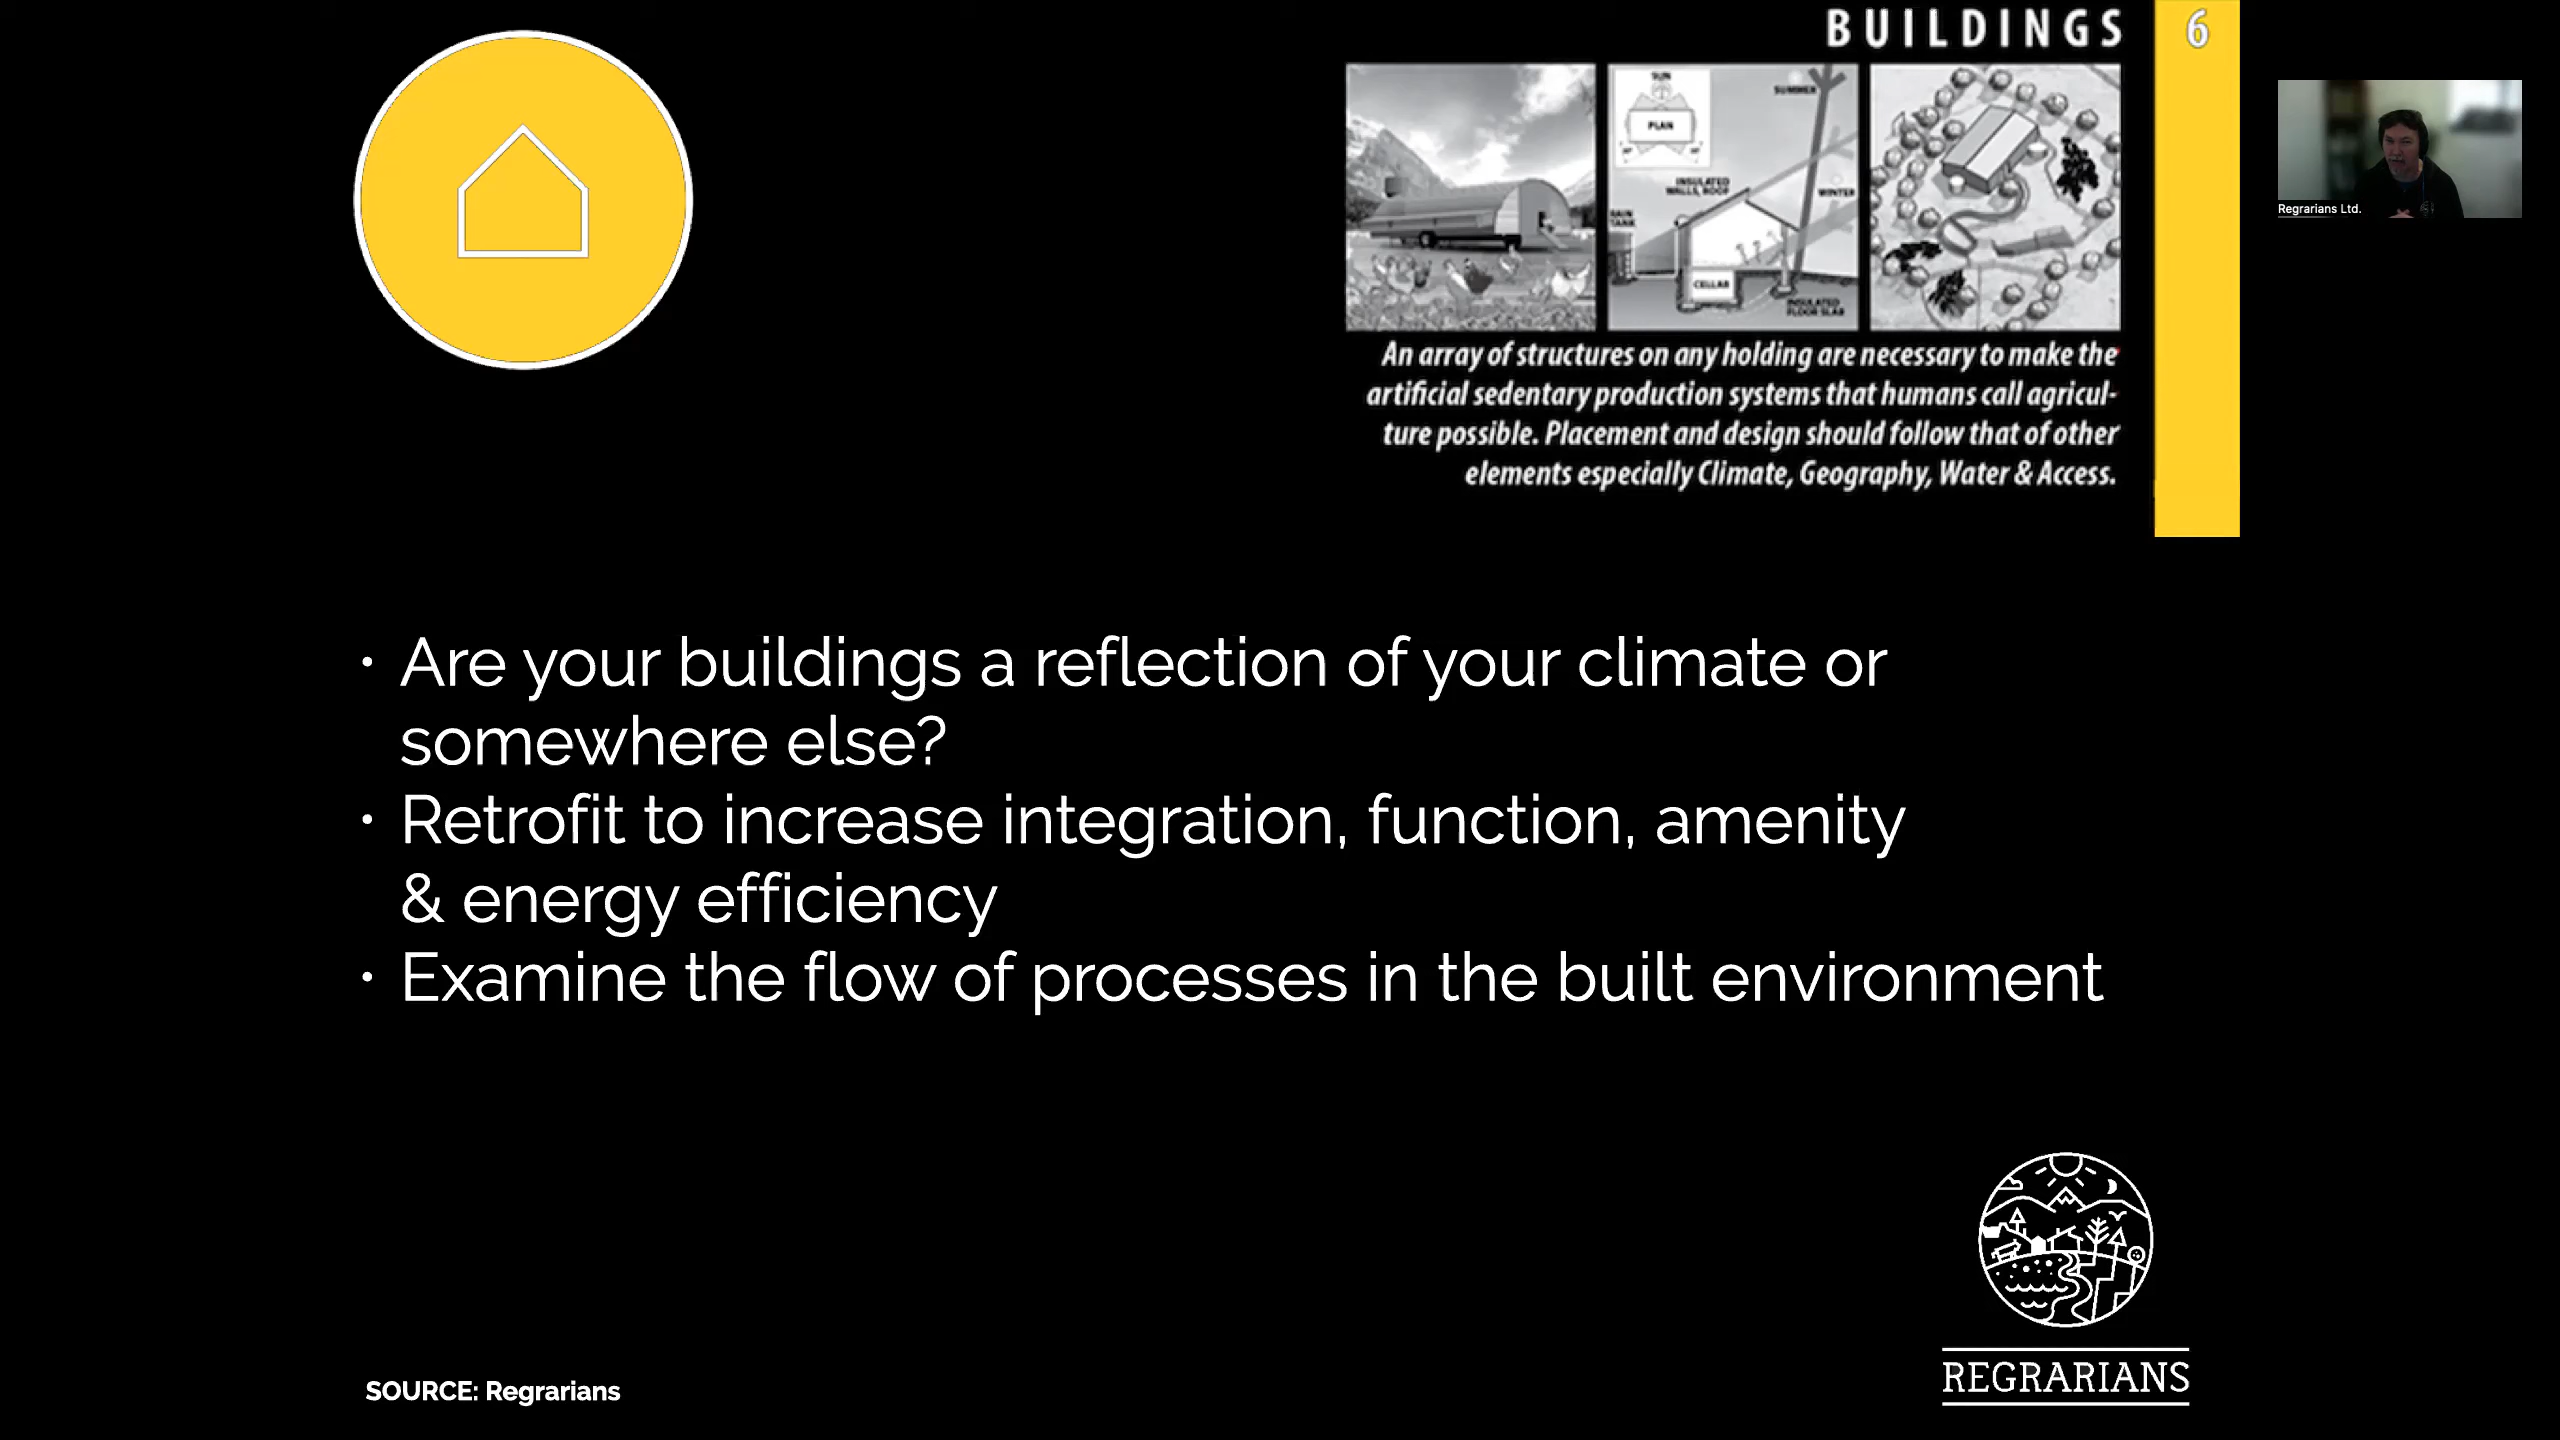 BUILDINGS 6
SUN
PLAN
SUMMER
INSULATED
WALLS, ROOF
WINTER
RAIN
TANK
CELLAR
INSULATED
FLOOR SLAB
Regrarians Ltd.
An array of structures on any holding are necessary to make the
artificial sedentary production systems that humans call agricul-
ture possible. Placement and design should follow that of other
elements especially Climate, Geography, Water & Access.
• Are your buildings a reflection of your climate or
somewhere else?
• Retrofit to increase integration, function, amenity
& energy efficiency
• Examine the flow of processes in the built environment
SOURCE: Regrarians
REGRARIANS